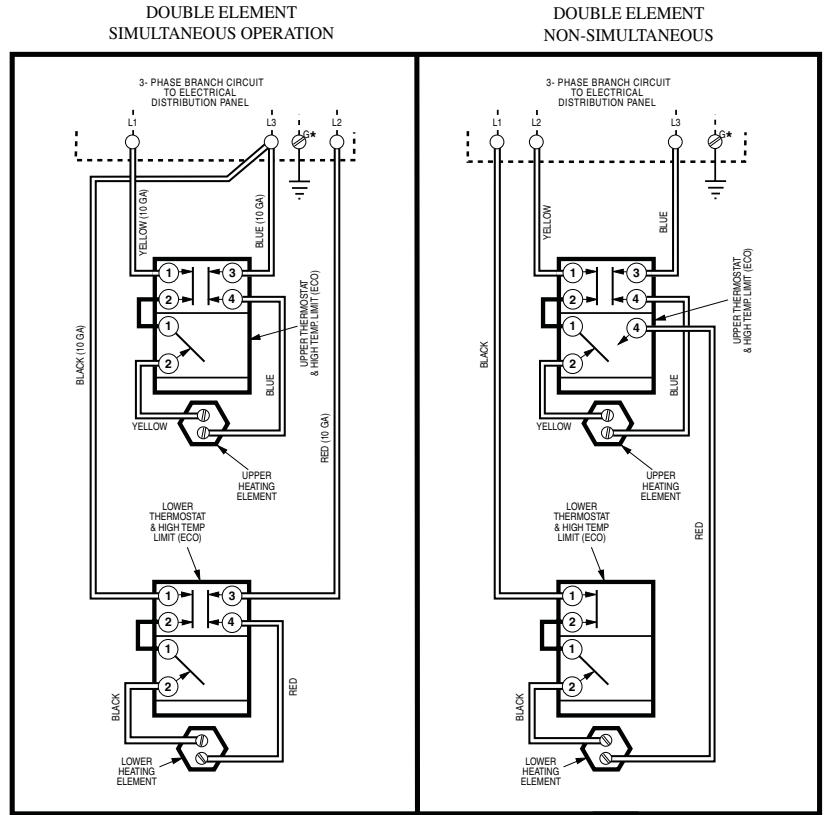 DOUBLE ELEMENT
SIMULTANEOUS OPERATION
3- PHASE BRANCH CIRCUIT
TO ELECTRICAL
DISTRIBUTION PANEL
L1
L3
G*
L2
YELLOW (10 GA)
BLUE (10 GA)
1
3
2
4
1
2
UPPER THERMOSTAT
& HIGH TEMP. LIMIT (ECO)
BLACK (10 GA)
BLUE
RED (10 GA)
YELLOW
UPPER
HEATING
ELEMENT
LOWER
THERMOSTAT
& HIGH TEMP
LIMIT (ECO)
1
3
2
4
1
2
BLACK
RED
LOWER
HEATING
ELEMENT
DOUBLE ELEMENT
NON-SIMULTANEOUS
3- PHASE BRANCH CIRCUIT
TO ELECTRICAL
DISTRIBUTION PANEL
L1
L2
L3
G*
YELLOW
BLUE
1
3
2
4
1
4
2
UPPER THERMOSTAT
& HIGH TEMP. LIMIT (ECO)
BLACK
BLUE
YELLOW
UPPER
HEATING
ELEMENT
RED
LOWER
THERMOSTAT
& HIGH TEMP
LIMIT (ECO)
1
2
1
2
BLACK
LOWER
HEATING
ELEMENT